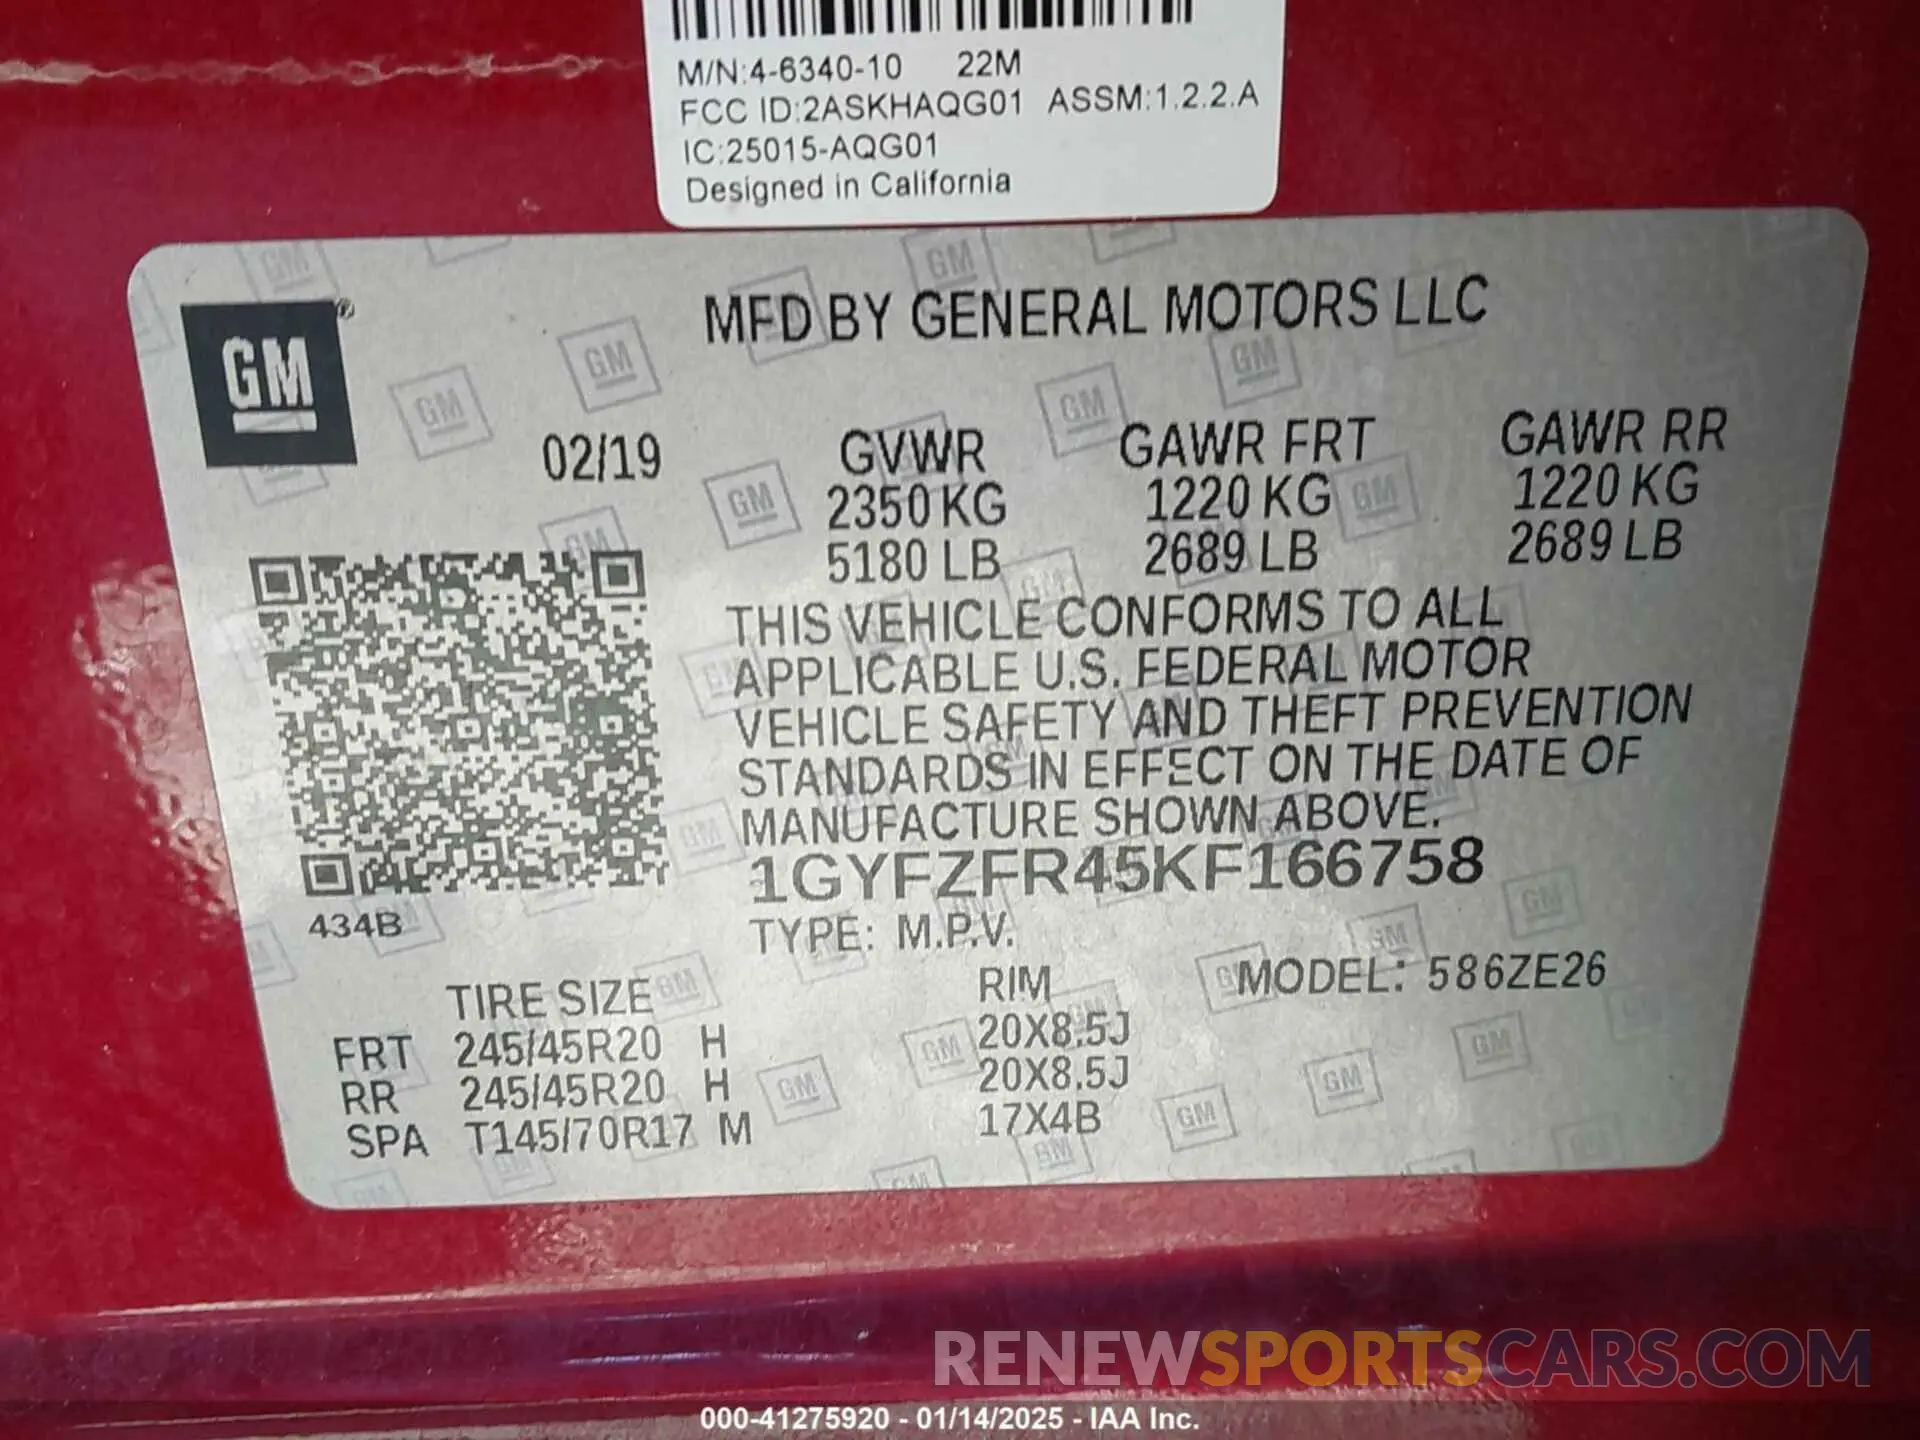 M/N:4-6340-10 22M
FCC ID:2ASKHAQG01 ASSM:1.2.2.A
IC:25015-AQG01
Designed in California
GM®
MFD BY GENERAL MOTORS LLC
02/19 GVWR GAWR FRT GAWR RR
2350 KG 1220 KG 1220 KG
5180 LB 2689 LB 2689 LB
THIS VEHICLE CONFORMS TO ALL
APPLICABLE U.S. FEDERAL MOTOR
VEHICLE SAFETY AND THEFT PREVENTION
STANDARDS IN EFFECT ON THE DATE OF
MANUFACTURE SHOWN ABOVE.
1GYFZFR45KF166758
434B
TYPE: M.P.V.
MODEL: 586ZE26
TIRE SIZE RIM
FRT 245/45R20 H 20X8.5J
RR 245/45R20 H 20X8.5J
SPA T145/70R17 M 17X4B
RENEWSPORTSCARS.COM
000-41275920 - 01/14/2025 - IAA Inc.